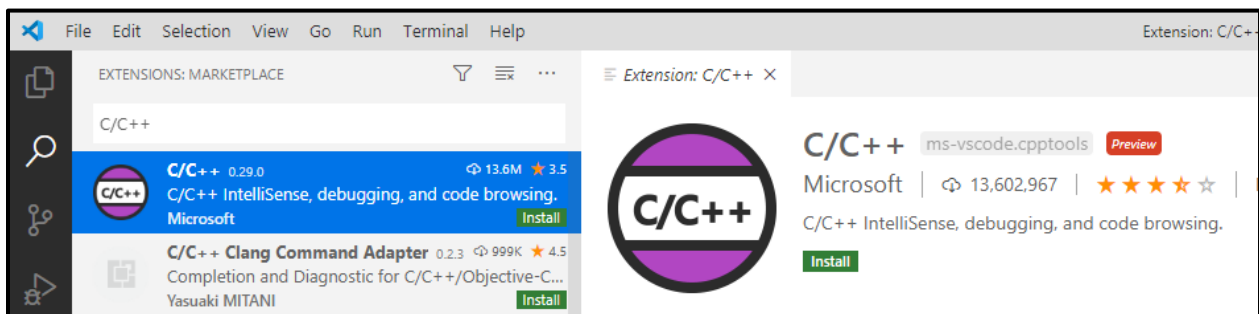 File Edit Selection View Go Run Terminal Help
Extension: C/C+
EXTENSIONS: MARKETPLACE
C/C++
C/C++ 0.29.0 13.6M 3.5
C/C++ IntelliSense, debugging, and code browsing.
Microsoft Install
C/C++ Clang Command Adapter 0.2.3 999K 4.5
Completion and Diagnostic for C/C++/Objective-C...
Yasuaki MITANI Install
Extension: C/C++
C/C++
C/C++
C/C++ ms-vscode.cpptools Preview
Microsoft 13,602,967
C/C++ IntelliSense, debugging, and code browsing.
Install